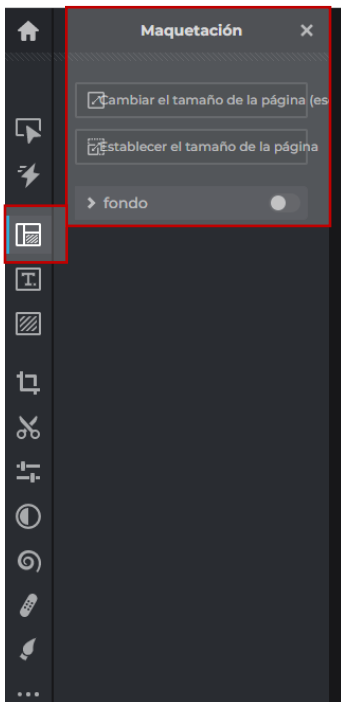 Maquetación
Cambiar el tamaño de la página (es
Establecer el tamaño de la página
fondo